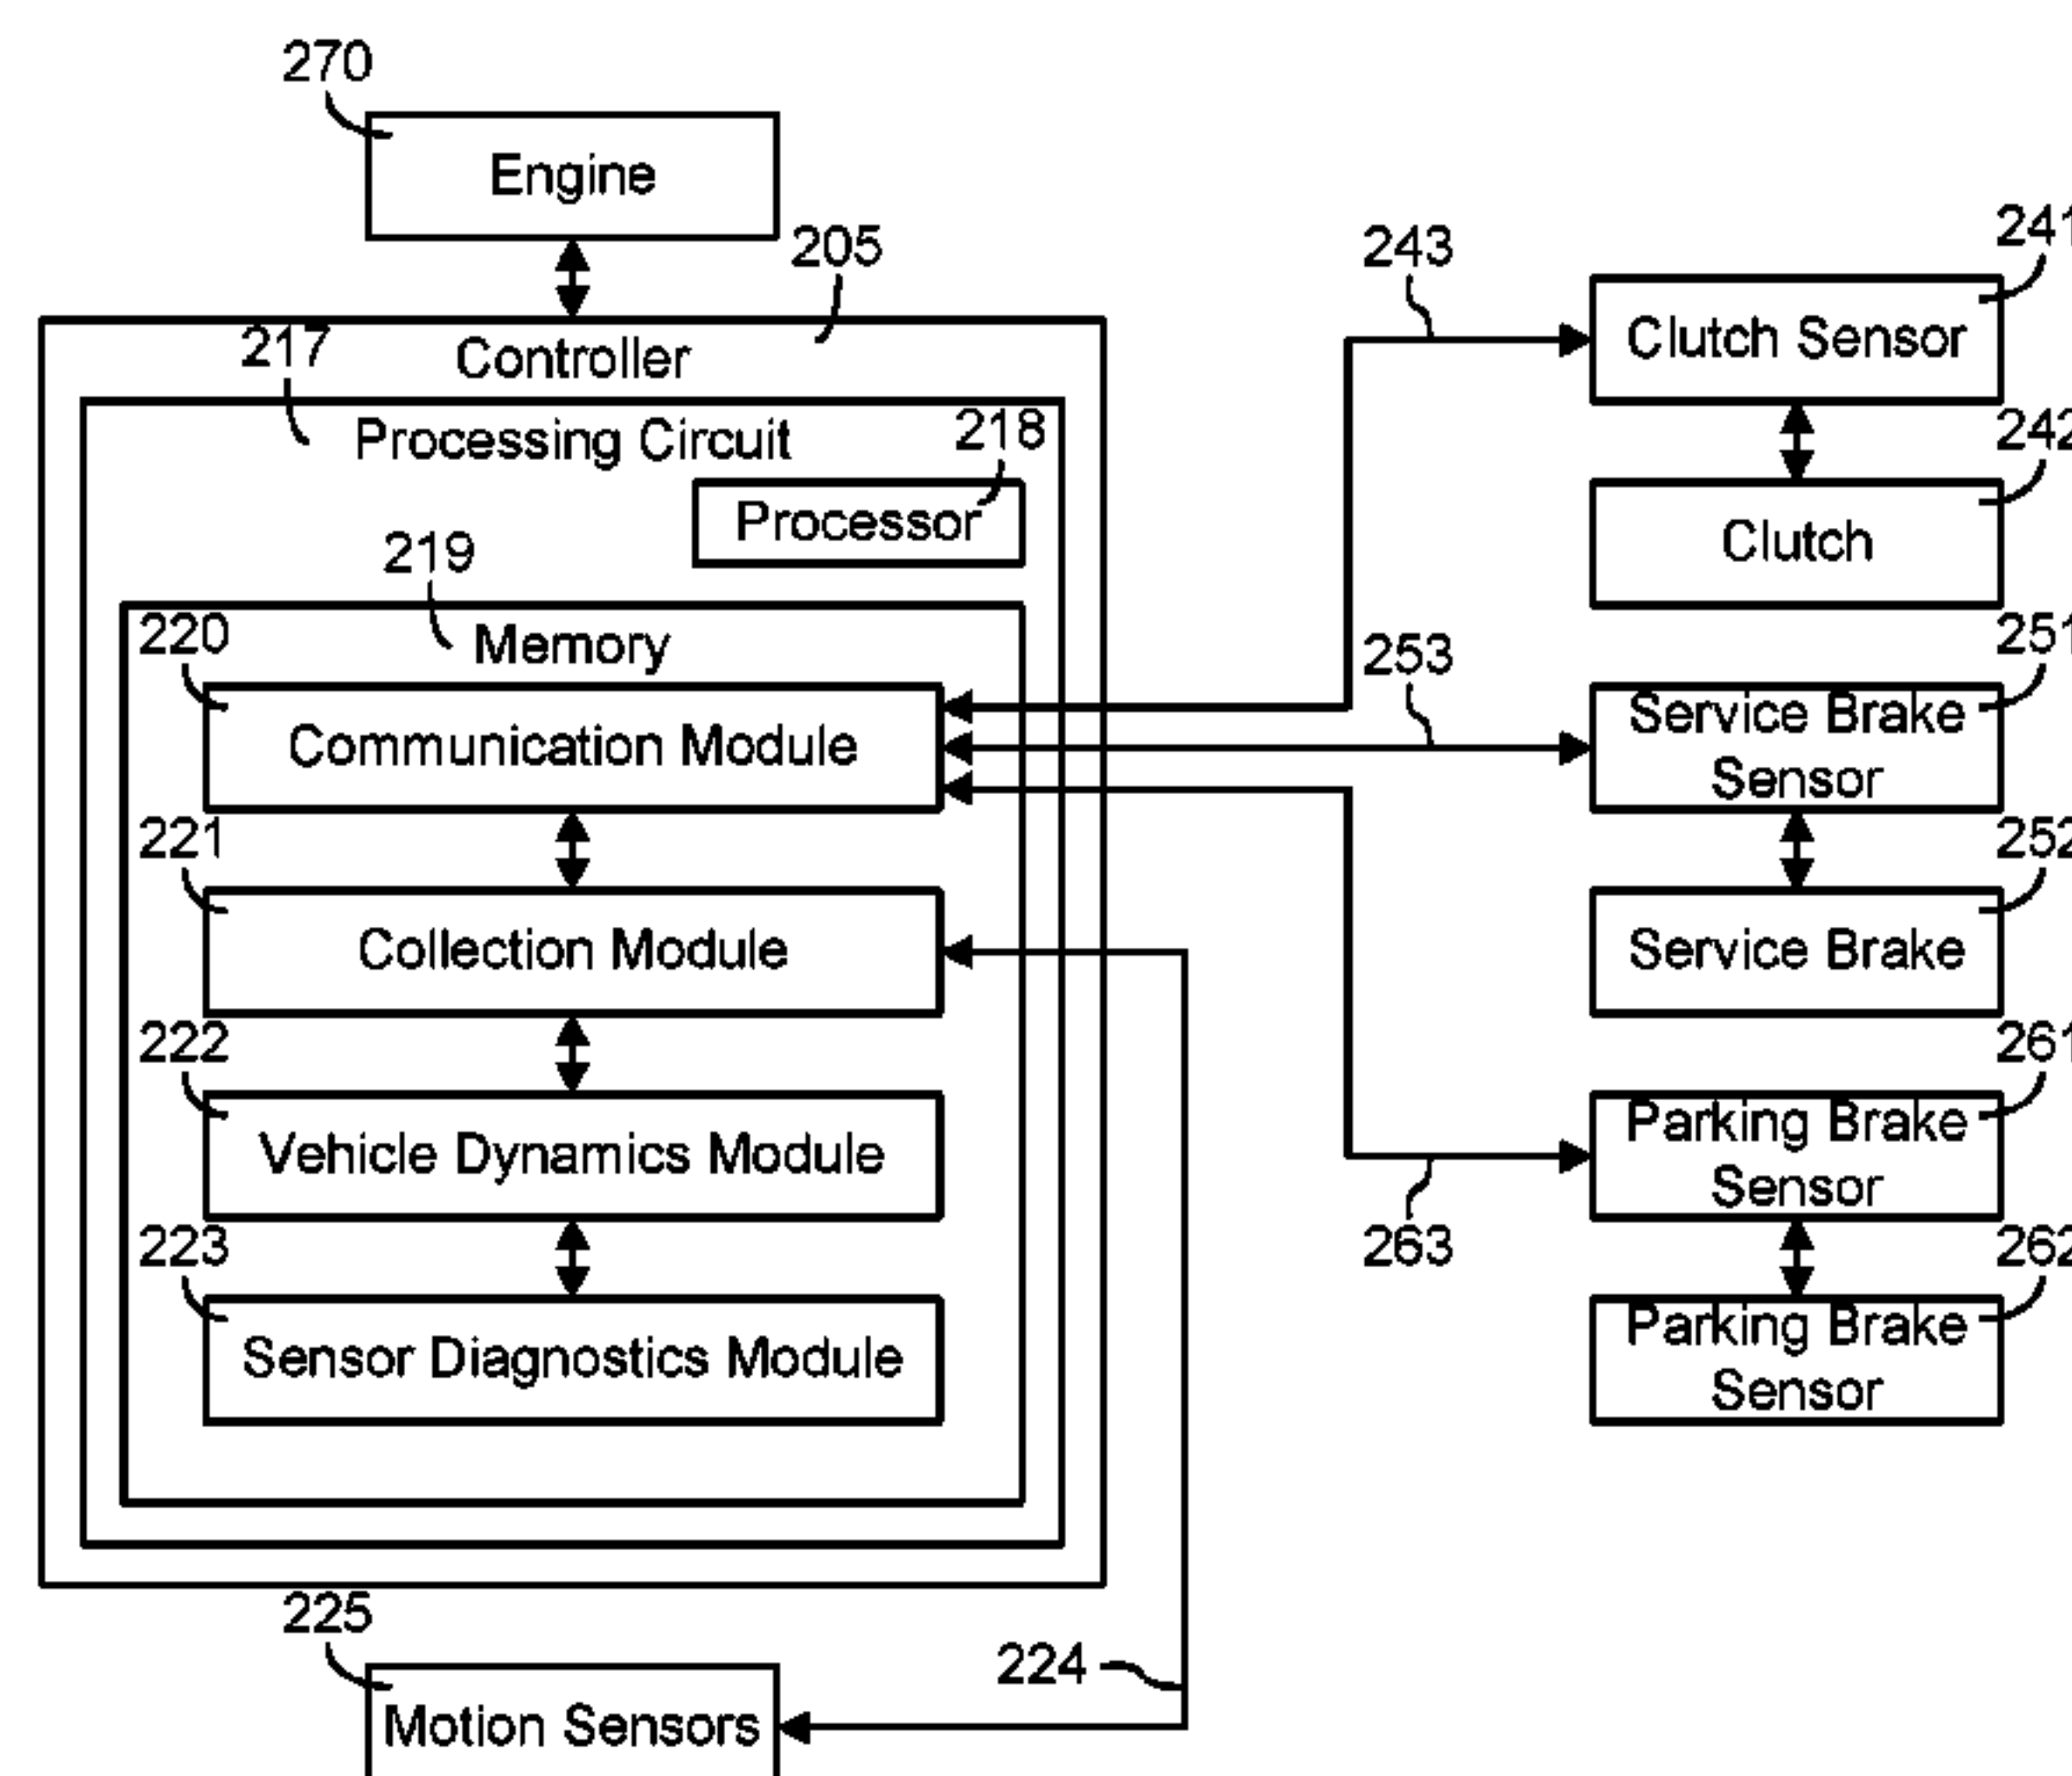 270
Engine
205
217
Controller
Processing Circuit
218
Processor
219
220
Memory
Communication Module
221
Collection Module
222
Vehicle Dynamics Module
223
Sensor Diagnostics Module
225
Motion Sensors
224
243
241
Clutch Sensor
242
Clutch
253
251
Service Brake
Sensor
252
Service Brake
261
Parking Brake
Sensor
263
262
Parking Brake
Sensor